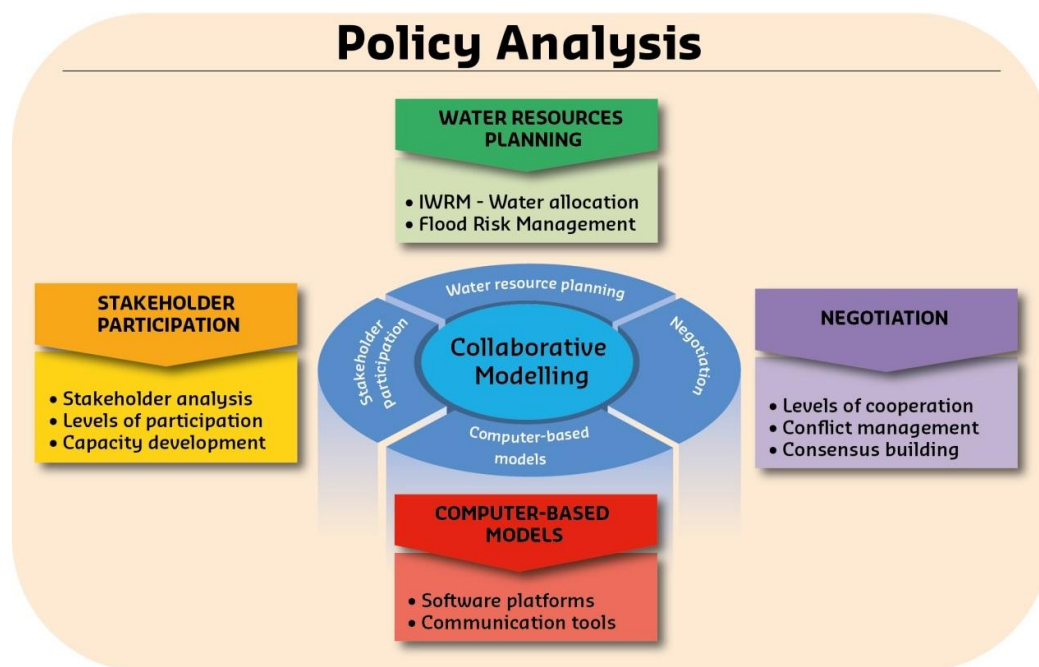 Policy Analysis
WATER RESOURCES
PLANNING
• IWRM - Water allocation
• Flood Risk Management
STAKEHOLDER
PARTICIPATION
• Stakeholder analysis
• Levels of participation
• Capacity development
Water resource planning
Stakeholder
Participation
Collaborative
Modelling
Negotiation
Computer-based
models
NEGOTIATION
• Levels of cooperation
• Conflict management
• Consensus building
COMPUTER-BASED
MODELS
• Software platforms
• Communication tools